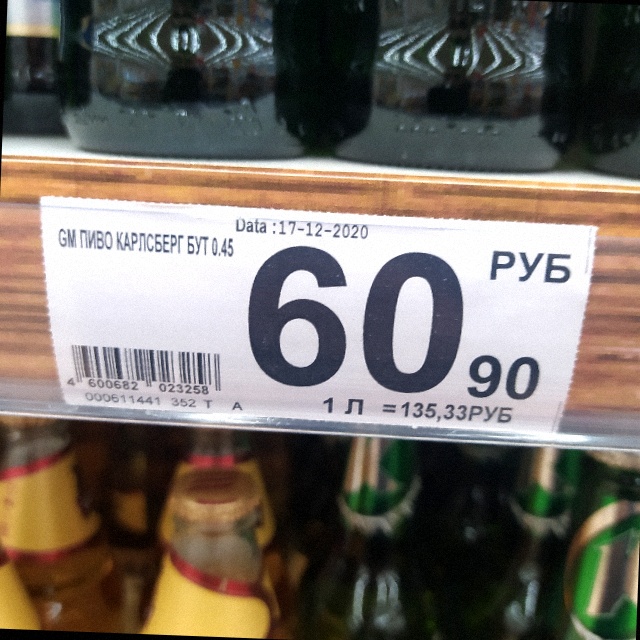 Data :17-12-2020
GM ПИВО КАРЛСБЕРГ БУТ 0.45
60 90 РУБ
4 600682 023258
000611441 352 T A
1 Л =135,33РУБ